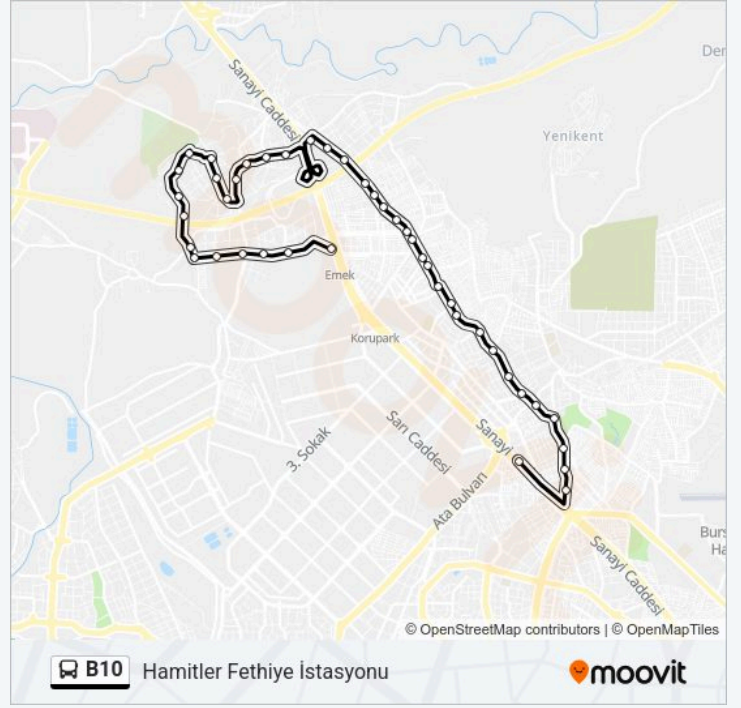 Sanayi Caddesi
Der
Yenikent
Emek
Korupark
3. Sokak
Sarı Caddesi
Sanayi
Ata Bulvarı
Burs
Ha
Sanayi Caddesi
© OpenStreetMap contributors | © OpenMapTiles
B10 Hamitler Fethiye İstasyonu
moovit